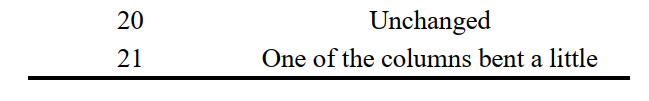 20 Unchanged
21 One of the columns bent a little